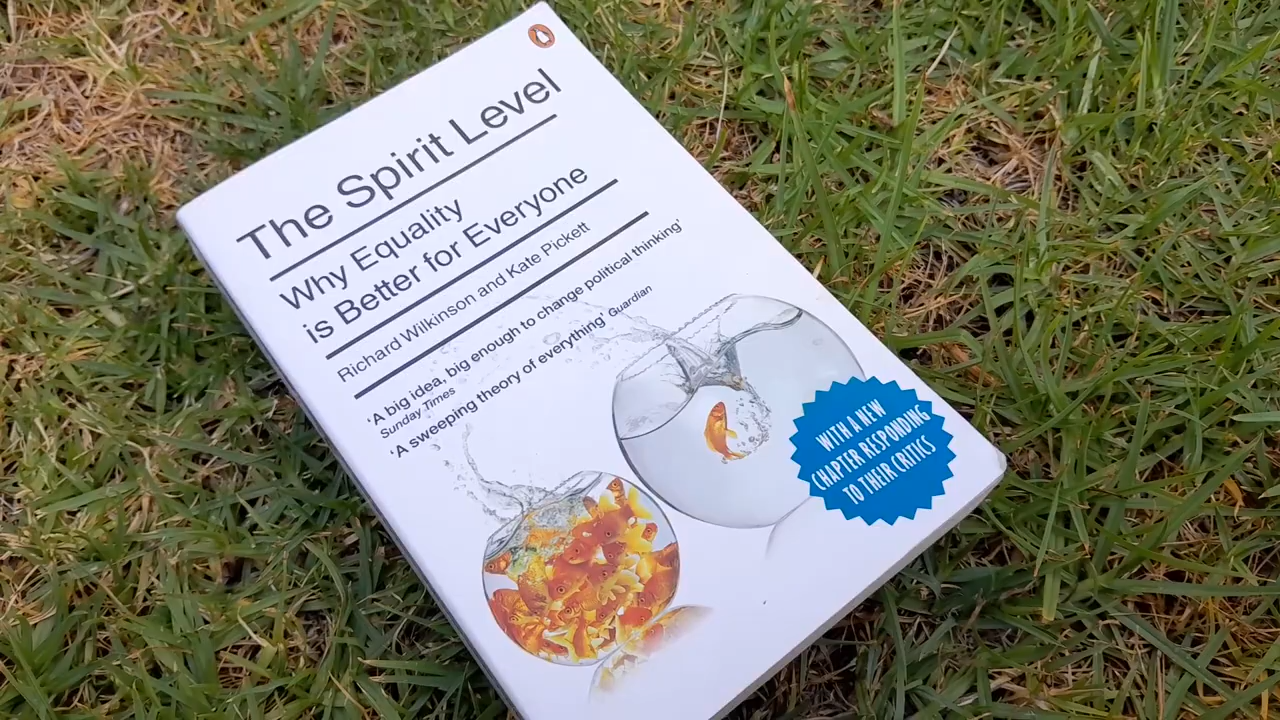 The Spirit Level
Why Equality
is Better for Everyone
Richard Wilkinson and Kate Pickett
'A big idea, big enough to change political thinking'
Sunday Times
'A sweeping theory of everything' Guardian
WITH A NEW
CHAPTER RESPONDING
TO THEIR CRITICS